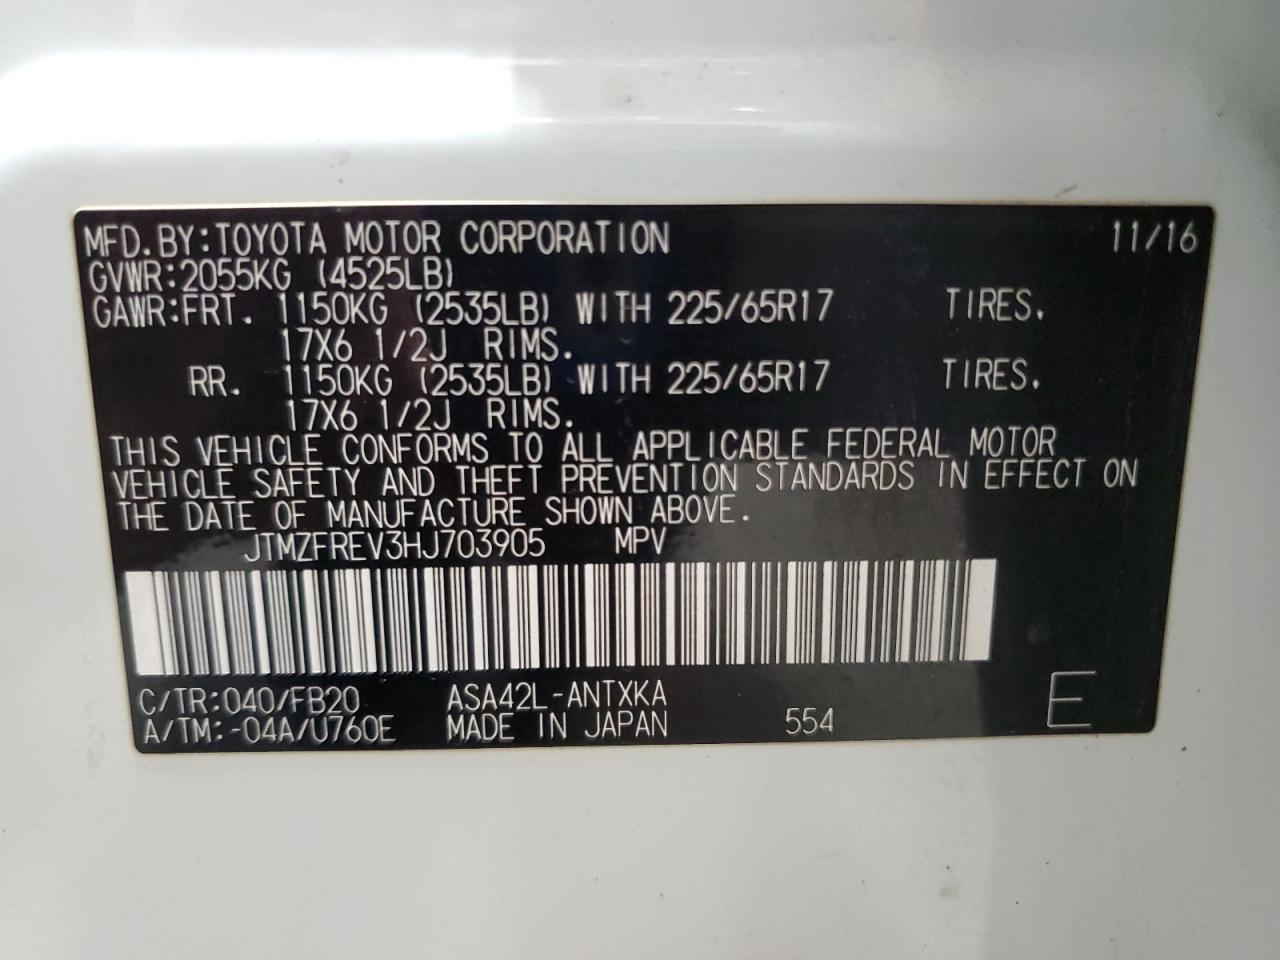 MFD.BY:TOYOTA MOTOR CORPORATION 11/16
GVWR:2055KG (4525LB)
GAWR:FRT. 1150KG (2535LB) WITH 225/65R17 TIRES.
17X6 1/2J RIMS.
RR. 1150KG (2535LB) WITH 225/65R17 TIRES.
17X6 1/2J RIMS.
THIS VEHICLE CONFORMS TO ALL APPLICABLE FEDERAL MOTOR
VEHICLE SAFETY AND THEFT PREVENTION STANDARDS IN EFFECT ON
THE DATE OF MANUFACTURE SHOWN ABOVE.
JTMZFREV3HJ703905 MPV
C/TR:040/FB20 ASA42L-ANTXKA
A/TM:-04A/U760E MADE IN JAPAN 554 E